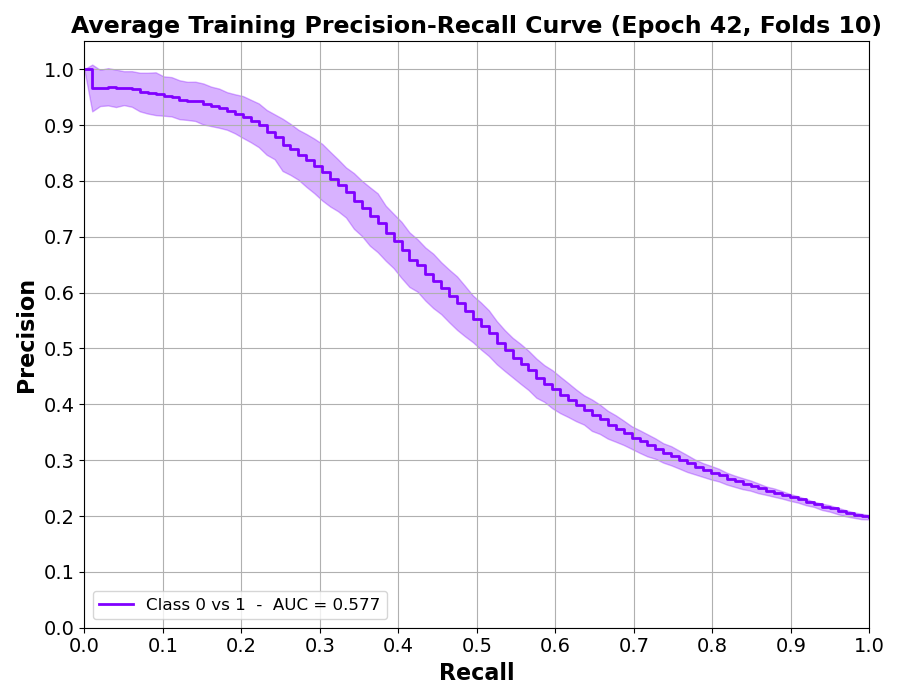 Average Training Precision-Recall Curve (Epoch 42, Folds 10)
1.0
0.9
0.8
0.7
0.6
0.5
0.4
0.3
0.2
0.1
0.0
Precision
Class 0 vs 1 - AUC = 0.577
0.0 0.1 0.2 0.3 0.4 0.5 0.6 0.7 0.8 0.9 1.0
Recall